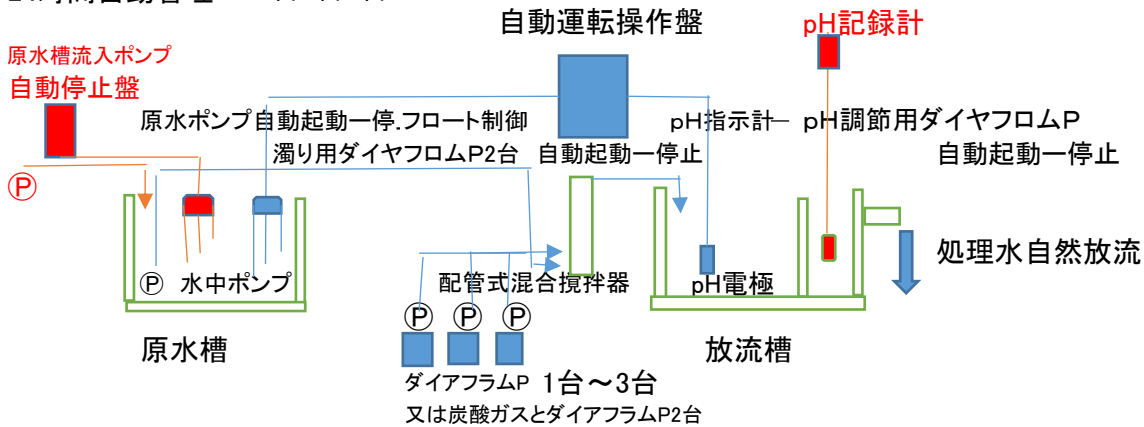 自動運転操作盤
pH記録計
原水槽流入ポンプ
自動停止盤
原水ポンプ自動起動ー停.フロート制御
pH指示計ー pH調節用ダイヤフロムP
濁り用ダイヤフロムP2台 自動起動ー停止
自動起動ー停止
Ⓟ
処理水自然放流
Ⓟ 水中ポンプ
配管式混合撹拌器
pH電極
Ⓟ Ⓟ Ⓟ
原水槽
放流槽
ダイアフラムP 1台～3台
又は炭酸ガスとダイアフラムP2台